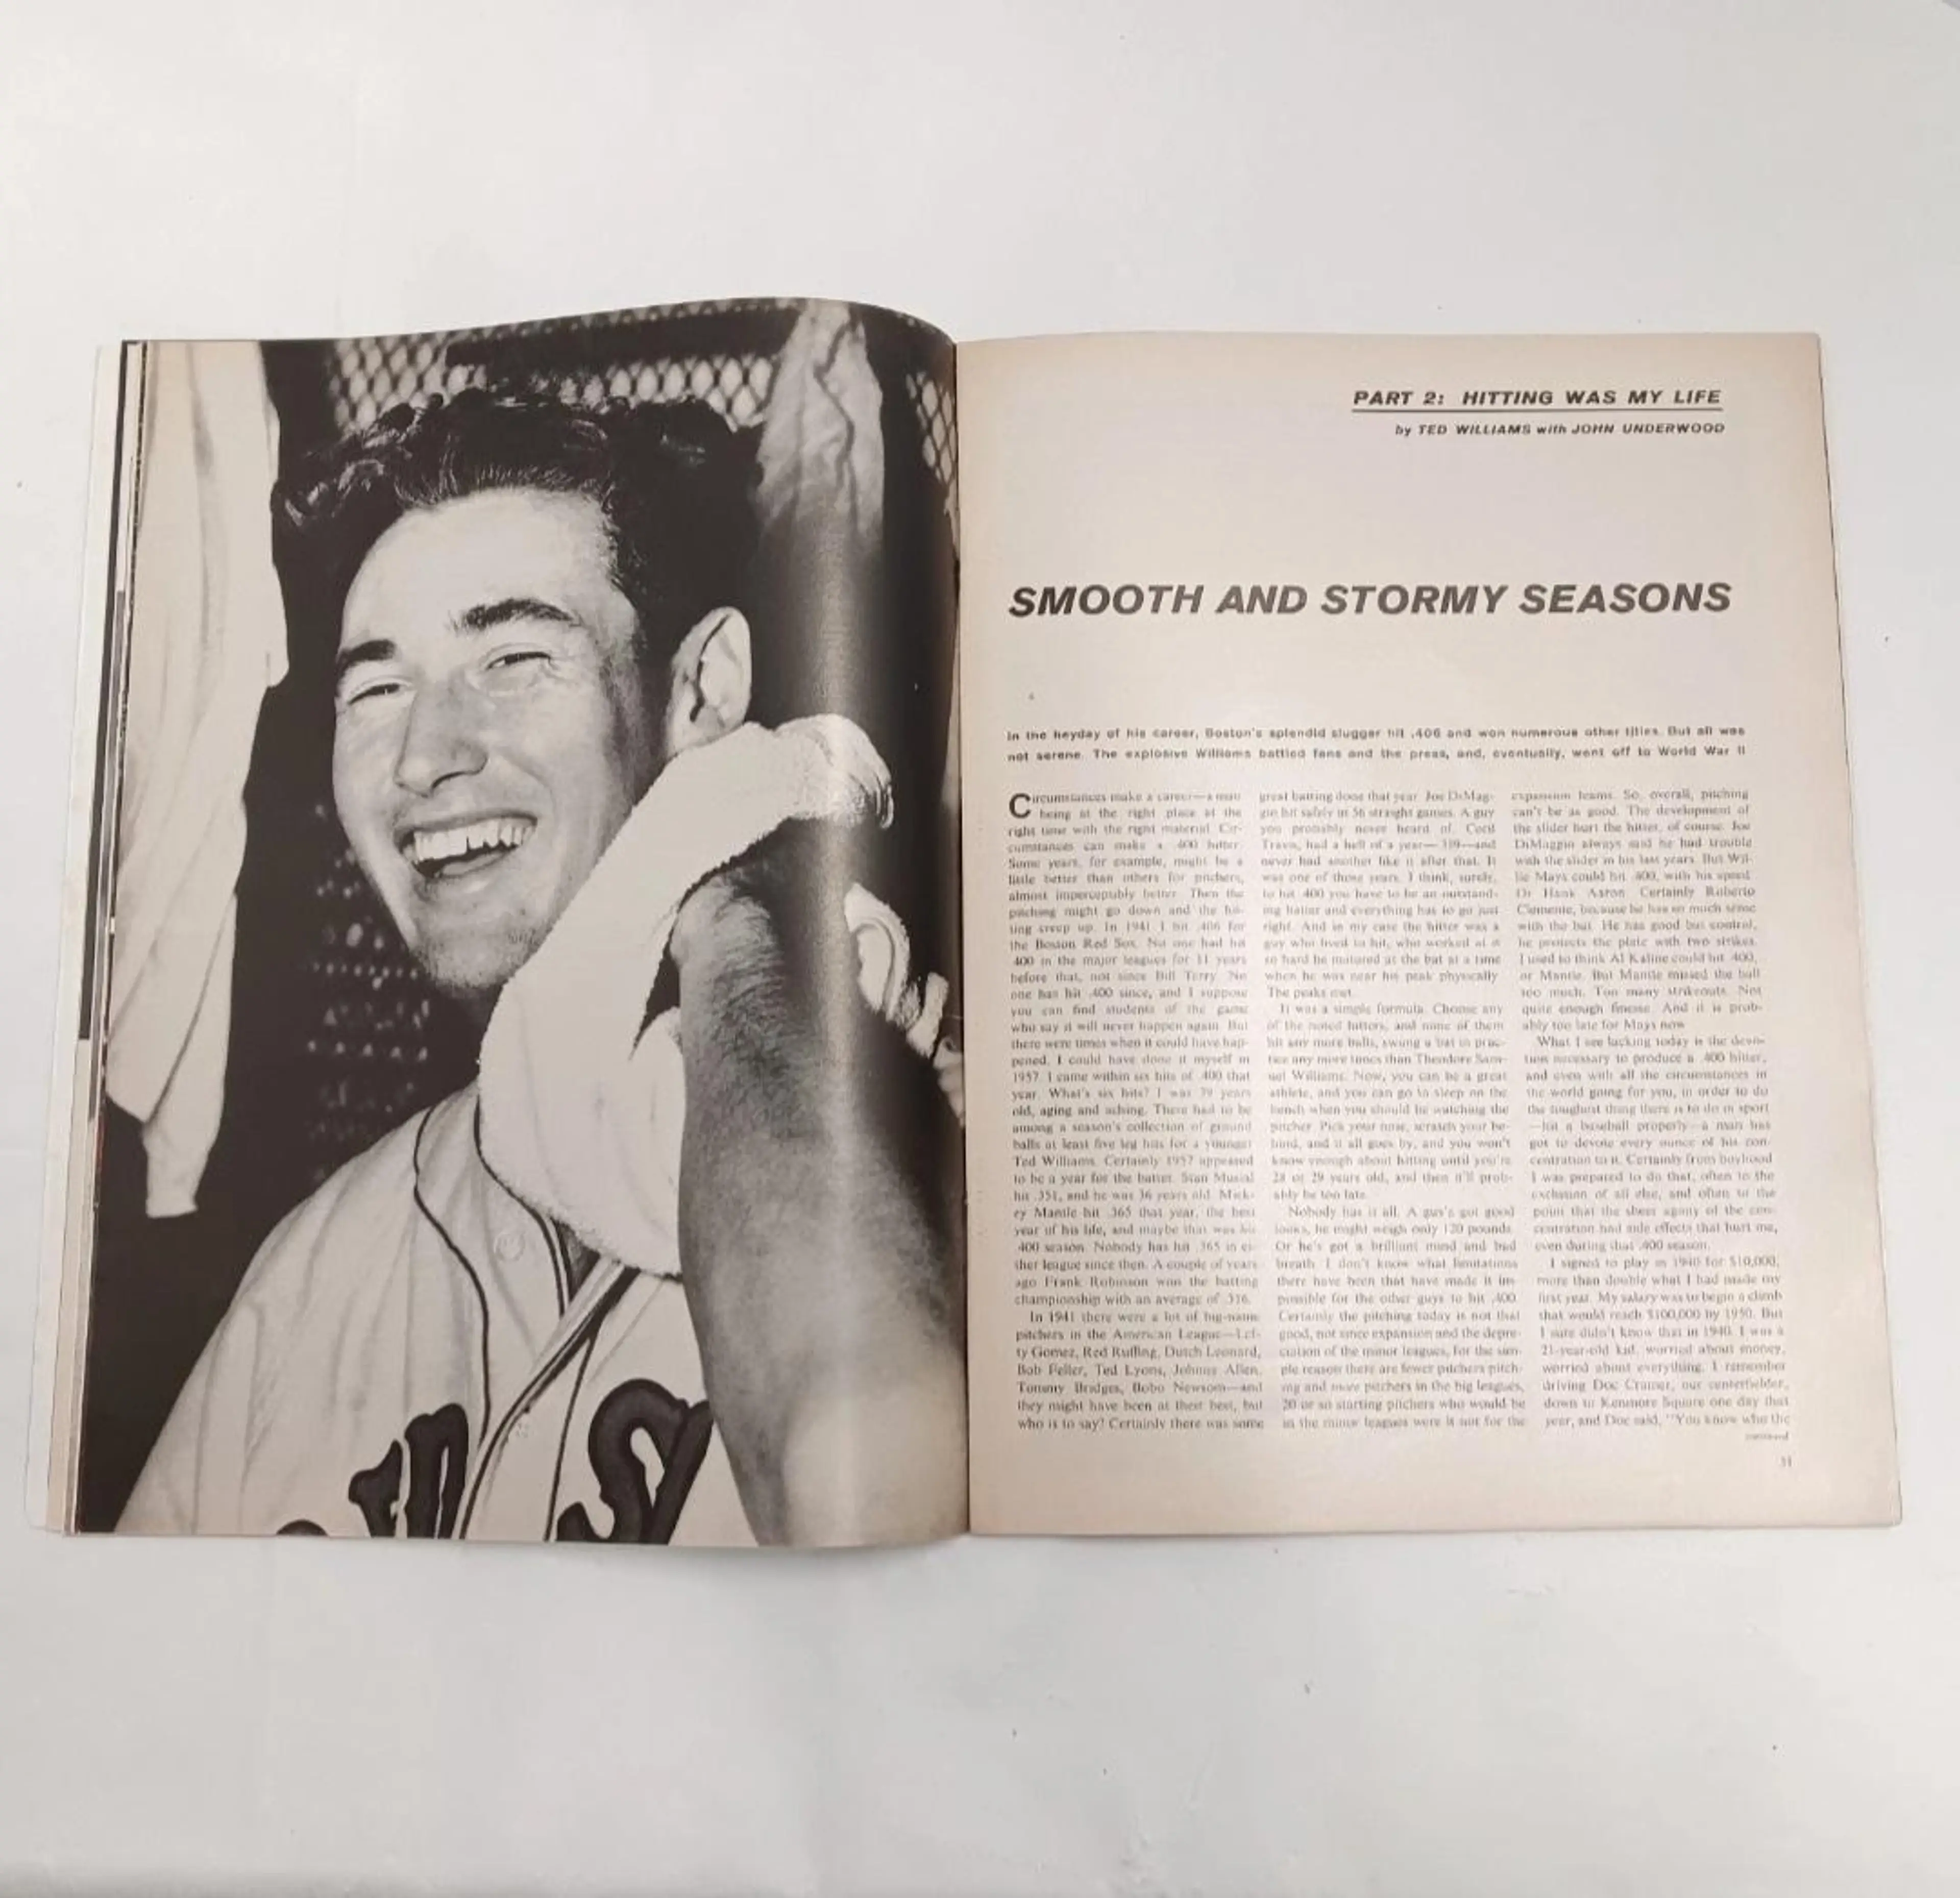 PART 2: HITTING WAS MY LIFE
by TED WILLIAMS with JOHN UNDERWOOD
SMOOTH AND STORMY SEASONS
In the heyday of his career, Boston's splendid slugger hit .406 and won numerous other titles. But all was
not serene. The explosive Williams battled fans and the press, and, eventually, went off to World War II
Circumstances make a career—a man
being at the right place at the
right time with the right material. Cir-
cumstances can make a .400 hitter.
Some years, for example, might be a
little better than others for pitchers,
almost imperceptibly better. Then the
pitching might go down and the hit-
ting creep up. In 1941 I hit .406 for
the Boston Red Sox. No one had hit
.400 in the major leagues for 11 years
before that, not since Bill Terry. No
one has hit .400 since, and I suppose
you can find students of the game
who say it will never happen again. But
there were times when it could have hap-
pened. I could have done it myself in
1957. I came within six hits of .400 that
year. What's six hits? I was 39 years
old, aging and aching. There had to be
among a season's collection of ground
balls at least five leg hits for a younger
Ted Williams. Certainly 1957 appeared
to be a year for the batter. Stan Musial
hit .351, and he was 36 years old. Mick-
ey Mantle hit .365 that year, the best
year of his life, and maybe that was his
.400 season. Nobody has hit .365 in ei-
ther league since then. A couple of years
ago Frank Robinson won the batting
championship with an average of .316.
In 1941 there were a lot of big-name
pitchers in the American League—Lef-
ty Gomez, Red Ruffing, Dutch Leonard,
Bob Feller, Ted Lyons, Johnny Allen,
Tommy Bridges, Bobo Newsom—and
they might have been at their best, but
who is to say? Certainly there was some
great batting done that year. Joe DiMag-
gio hit safely in 56 straight games. A guy
you probably never heard of, Cecil
Travis, had a hell of a year—.359—and
never had another like it after that. It
was one of those years. I think, surely,
to hit .400 you have to be an outstand-
ing hitter and everything has to go just
right. And in my case the hitter was a
guy who lived to hit, who worked at it
so hard he matured at the bat at a time
when he was near his peak physically.
The peaks met.
It was a simple formula. Choose any
of the noted hitters, and none of them
hit any more balls, swung a bat in prac-
tice any more times than Theodore Sam-
uel Williams. Now, you can be a great
athlete, and you can go to sleep on the
bench when you should be watching the
pitcher. Pick your nose, scratch your be-
hind, and it all goes by, and you won't
know enough about hitting until you're
28 or 29 years old, and then it'll prob-
ably be too late.
Nobody has it all. A guy's got good
looks, he might weigh only 120 pounds.
Or he's got a brilliant mind and bad
breath. I don't know what limitations
there have been that have made it im-
possible for the other guys to hit .400.
Certainly the pitching today is not that
good, not since expansion and the depre-
ciation of the minor leagues, for the sim-
ple reason there are fewer pitchers pitch-
ing and more pitchers in the big leagues,
20 or so starting pitchers who would be
in the minor leagues were it not for the
expansion teams. So, overall, pitching
can't be as good. The development of
the slider hurt the hitter, of course. Joe
DiMaggio always said he had trouble
with the slider in his last years. But Wil-
lie Mays could hit .400, with his speed.
Or Hank Aaron. Certainly Roberto
Clemente, because he has so much sense
with the bat. He has good bat control,
he protects the plate with two strikes.
I used to think Al Kaline could hit .400,
or Mantle. But Mantle missed the ball
too much. Too many strikeouts. Not
quite enough finesse. And it is prob-
ably too late for Mays now.
What I see lacking today is the devo-
tion necessary to produce a .400 hitter,
and even with all the circumstances in
the world going for you, in order to do
the toughest thing there is to do in sport
—hit a baseball properly—a man has
got to devote every ounce of his con-
centration to it. Certainly from boyhood
I was prepared to do that, often to the
exclusion of all else, and often to the
point that the sheer agony of the con-
centration had side effects that hurt me,
even during that .400 season.
I signed to play in 1940 for $10,000,
more than double what I had made my
first year. My salary was to begin a climb
that would reach $100,000 by 1950. But
I sure didn't know that in 1940. I was a
21-year-old kid, worried about money,
worried about everything. I remember
driving Doc Cramer, our centerfielder,
down to Kenmore Square one day that
year, and Doc said, "You know who the
continued
31